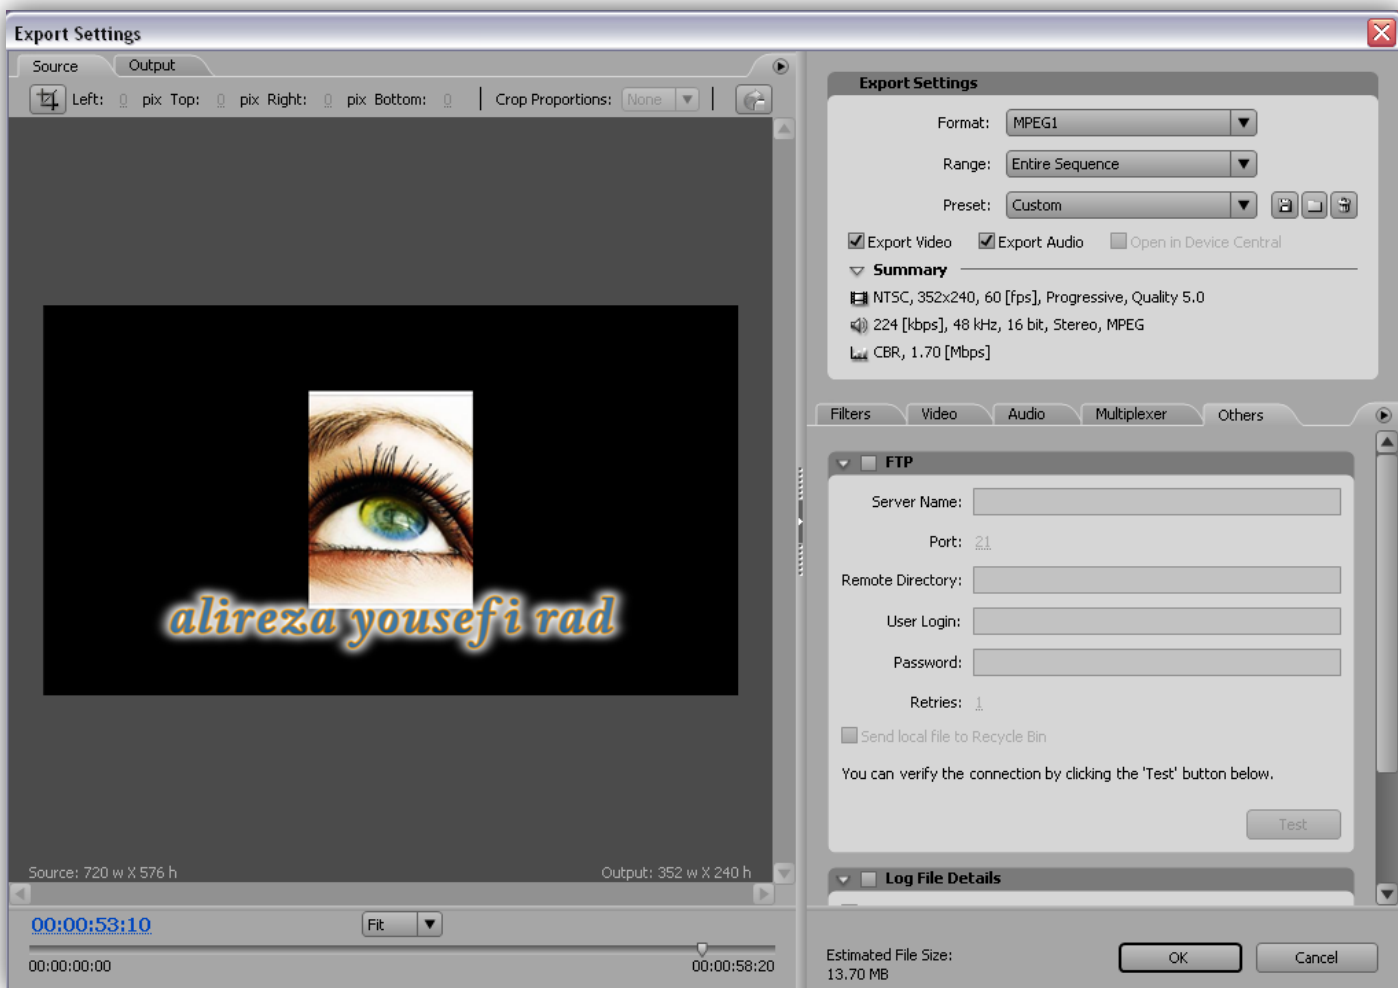 Export Settings
Source Output
Left: 0 pix Top: 0 pix Right: 0 pix Bottom: 0 Crop Proportions: None
alireza yousefi rad
Source: 720 w X 576 h Output: 352 w X 240 h
00:00:53:10 Fit
00:00:00:00 00:00:58:20
Export Settings
Format: MPEG1
Range: Entire Sequence
Preset: Custom
Export Video Export Audio Open in Device Central
Summary
NTSC, 352x240, 60 [fps], Progressive, Quality 5.0
224 [kbps], 48 kHz, 16 bit, Stereo, MPEG
CBR, 1.70 [Mbps]
Filters Video Audio Multiplexer Others
FTP
Server Name:
Port: 21
Remote Directory:
User Login:
Password:
Retries: 1
Send local file to Recycle Bin
You can verify the connection by clicking the 'Test' button below.
Test
Log File Details
Estimated File Size:
13.70 MB
OK Cancel